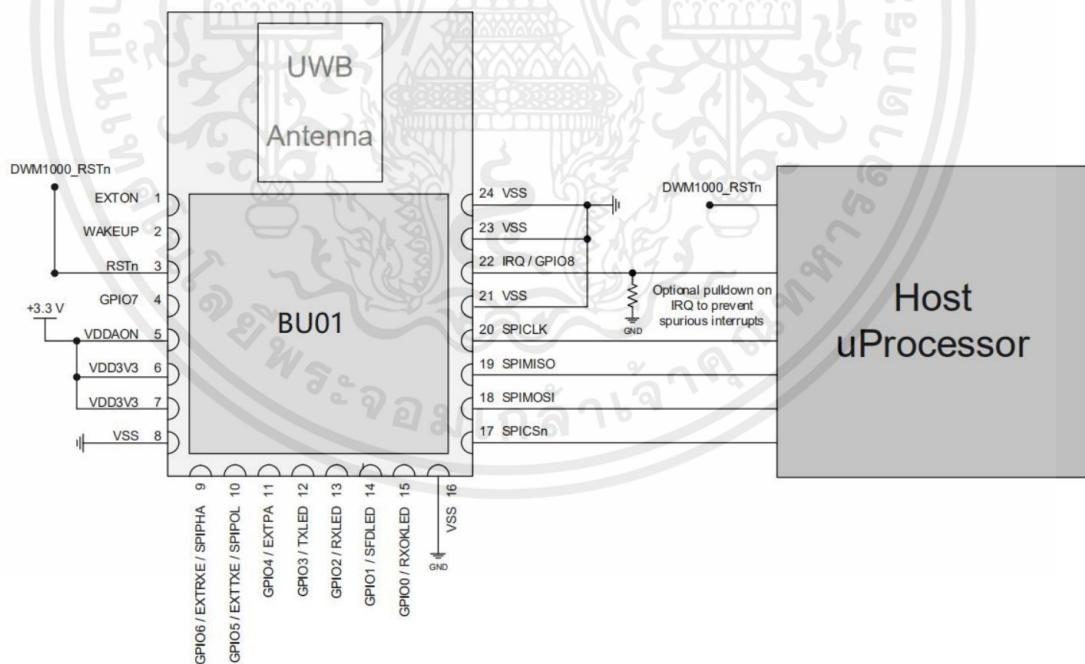 UWB
Antenna
DWM1000_RSTn
EXTON 1
WAKEUP 2
RSTn 3
GPIO7 4
+3.3 V
VDDAON 5
VDD3V3 6
VDD3V3 7
VSS 8
BU01
24 VSS
23 VSS
22 IRQ / GPIO8
21 VSS
20 SPICLK
19 SPIMISO
18 SPIMOSI
17 SPICSn
DWM1000_RSTn
Optional pulldown on
IRQ to prevent
spurious interrupts
GND
Host
uProcessor
GPIO6 / EXTRXE / SPIPHA 9
GPIO5 / EXTTXE / SPIPOL 10
GPIO4 / EXTPA 11
GPIO3 / TXLED 12
GPIO2 / RXLED 13
GPIO1 / SFDLED 14
GPIO0 / RXOKLED 15
VSS 16
GND